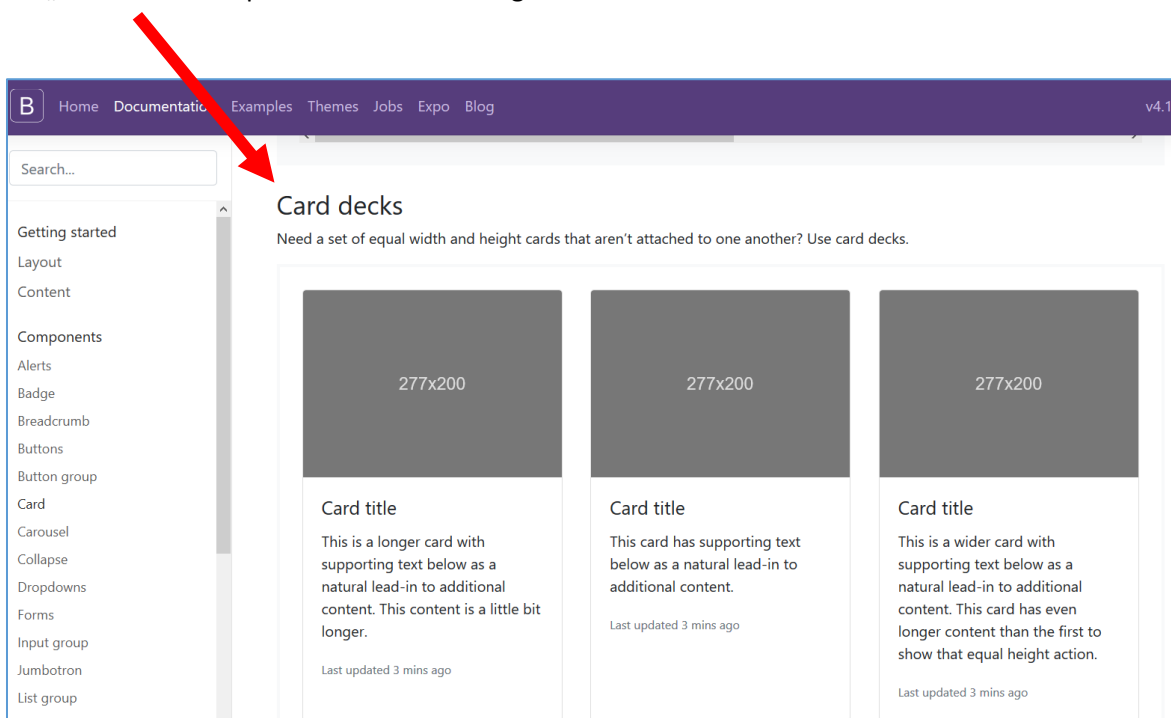 B Home Documentation Examples Themes Jobs Expo Blog v4.1
Search...
Getting started
Layout
Content
Components
Alerts
Badge
Breadcrumb
Buttons
Button group
Card
Carousel
Collapse
Dropdowns
Forms
Input group
Jumbotron
List group
Card decks
Need a set of equal width and height cards that aren't attached to one another? Use card decks.
277x200
Card title
This is a longer card with
supporting text below as a
natural lead-in to additional
content. This content is a little bit
longer.
Last updated 3 mins ago
277x200
Card title
This card has supporting text
below as a natural lead-in to
additional content.
Last updated 3 mins ago
277x200
Card title
This is a wider card with
supporting text below as a
natural lead-in to additional
content. This card has even
longer content than the first to
show that equal height action.
Last updated 3 mins ago